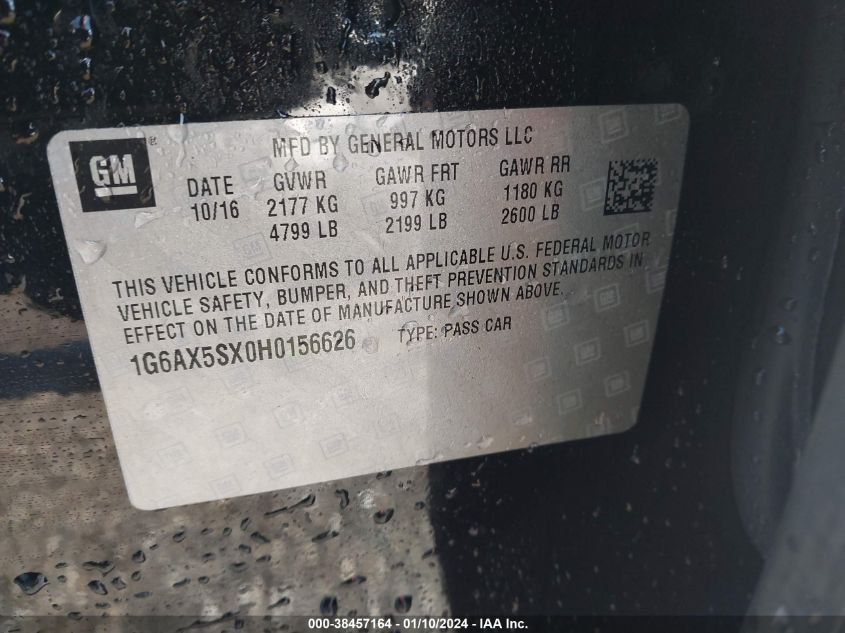 GM
MFD BY GENERAL MOTORS LLC
DATE GVWR GAWR FRT GAWR RR
10/16 2177 KG 997 KG 1180 KG
4799 LB 2199 LB 2600 LB
THIS VEHICLE CONFORMS TO ALL APPLICABLE U.S. FEDERAL MOTOR
VEHICLE SAFETY, BUMPER, AND THEFT PREVENTION STANDARDS IN
EFFECT ON THE DATE OF MANUFACTURE SHOWN ABOVE.
1G6AX5SX0H0156626 TYPE: PASS CAR
000-38457164 - 01/10/2024 - IAA Inc.